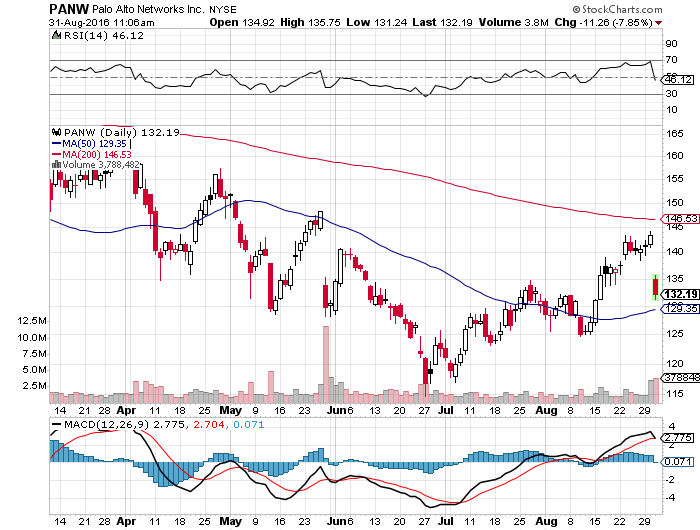 PANW Palo Alto Networks Inc. NYSE © StockCharts.com
31-Aug-2016 11:06am Open 134.92 High 135.75 Low 131.24 Last 132.19 Volume 3.8M Chg -11.26 (-7.85%)
RSI(14) 46.12
90
70
50
46.12
30
10
PANW (Daily) 132.19
MA(50) 129.35
MA(200) 146.53
Volume 3,788,482
165
160
155
150
146.53
145
140
135
132.19
130
129.35
125
120
115
12.5M
10.0M
7.5M
5.0M
2.5M
14 21 28 Apr 11 18 25 May 9 16 23 Jun 6 13 20 27 Jul 11 18 25 Aug 8 15 22 29
MACD(12,26,9) 2.775, 2.704, 0.071
4
2.775
2
0.071
-2
-4
14 21 28 Apr 11 18 25 May 9 16 23 Jun 6 13 20 27 Jul 11 18 25 Aug 8 15 22 29